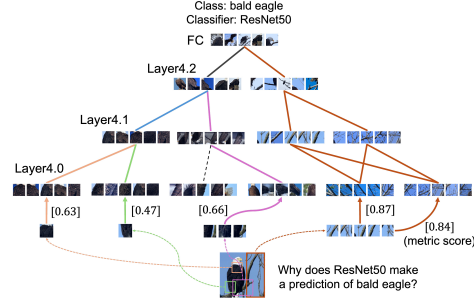 Class: bald eagle
Classifier: ResNet50
FC
Layer4.2
Layer4.1
Layer4.0
[0.63]
[0.47]
[0.66]
[0.87]
[0.84]
(metric score)
Why does ResNet50 make
a prediction of bald eagle?